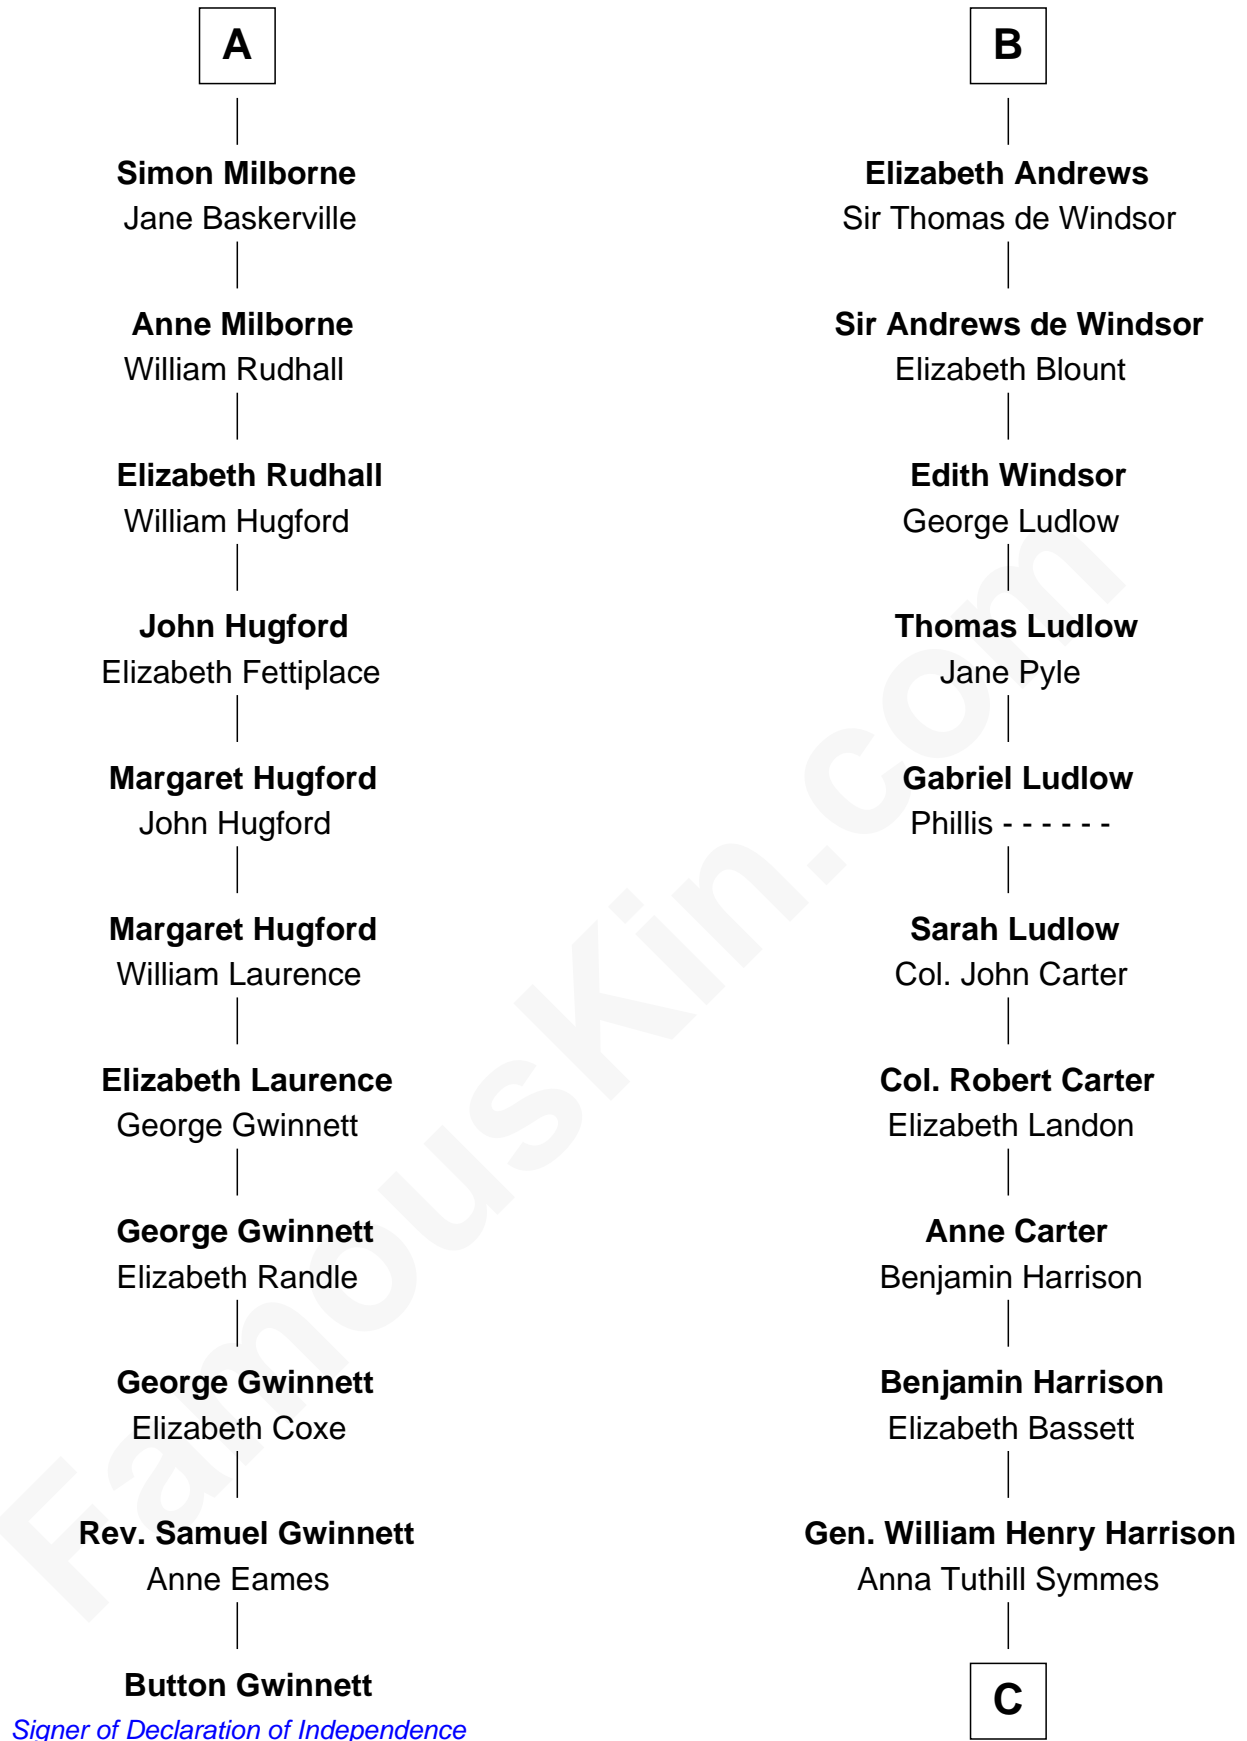 A
Simon Milborne
Jane Baskerville
Anne Milborne
William Rudhall
Elizabeth Rudhall
William Hugford
John Hugford
Elizabeth Fettiplace
Margaret Hugford
John Hugford
Margaret Hugford
William Laurence
Elizabeth Laurence
George Gwinnett
George Gwinnett
Elizabeth Randle
George Gwinnett
Elizabeth Coxe
Rev. Samuel Gwinnett
Anne Eames
Button Gwinnett
Signer of Declaration of Independence
B
Elizabeth Andrews
Sir Thomas de Windsor
Sir Andrews de Windsor
Elizabeth Blount
Edith Windsor
George Ludlow
Thomas Ludlow
Jane Pyle
Gabriel Ludlow
Phillis - - - - - -
Sarah Ludlow
Col. John Carter
Col. Robert Carter
Elizabeth Landon
Anne Carter
Benjamin Harrison
Benjamin Harrison
Elizabeth Bassett
Gen. William Henry Harrison
Anna Tuthill Symmes
C
FamousKin.com